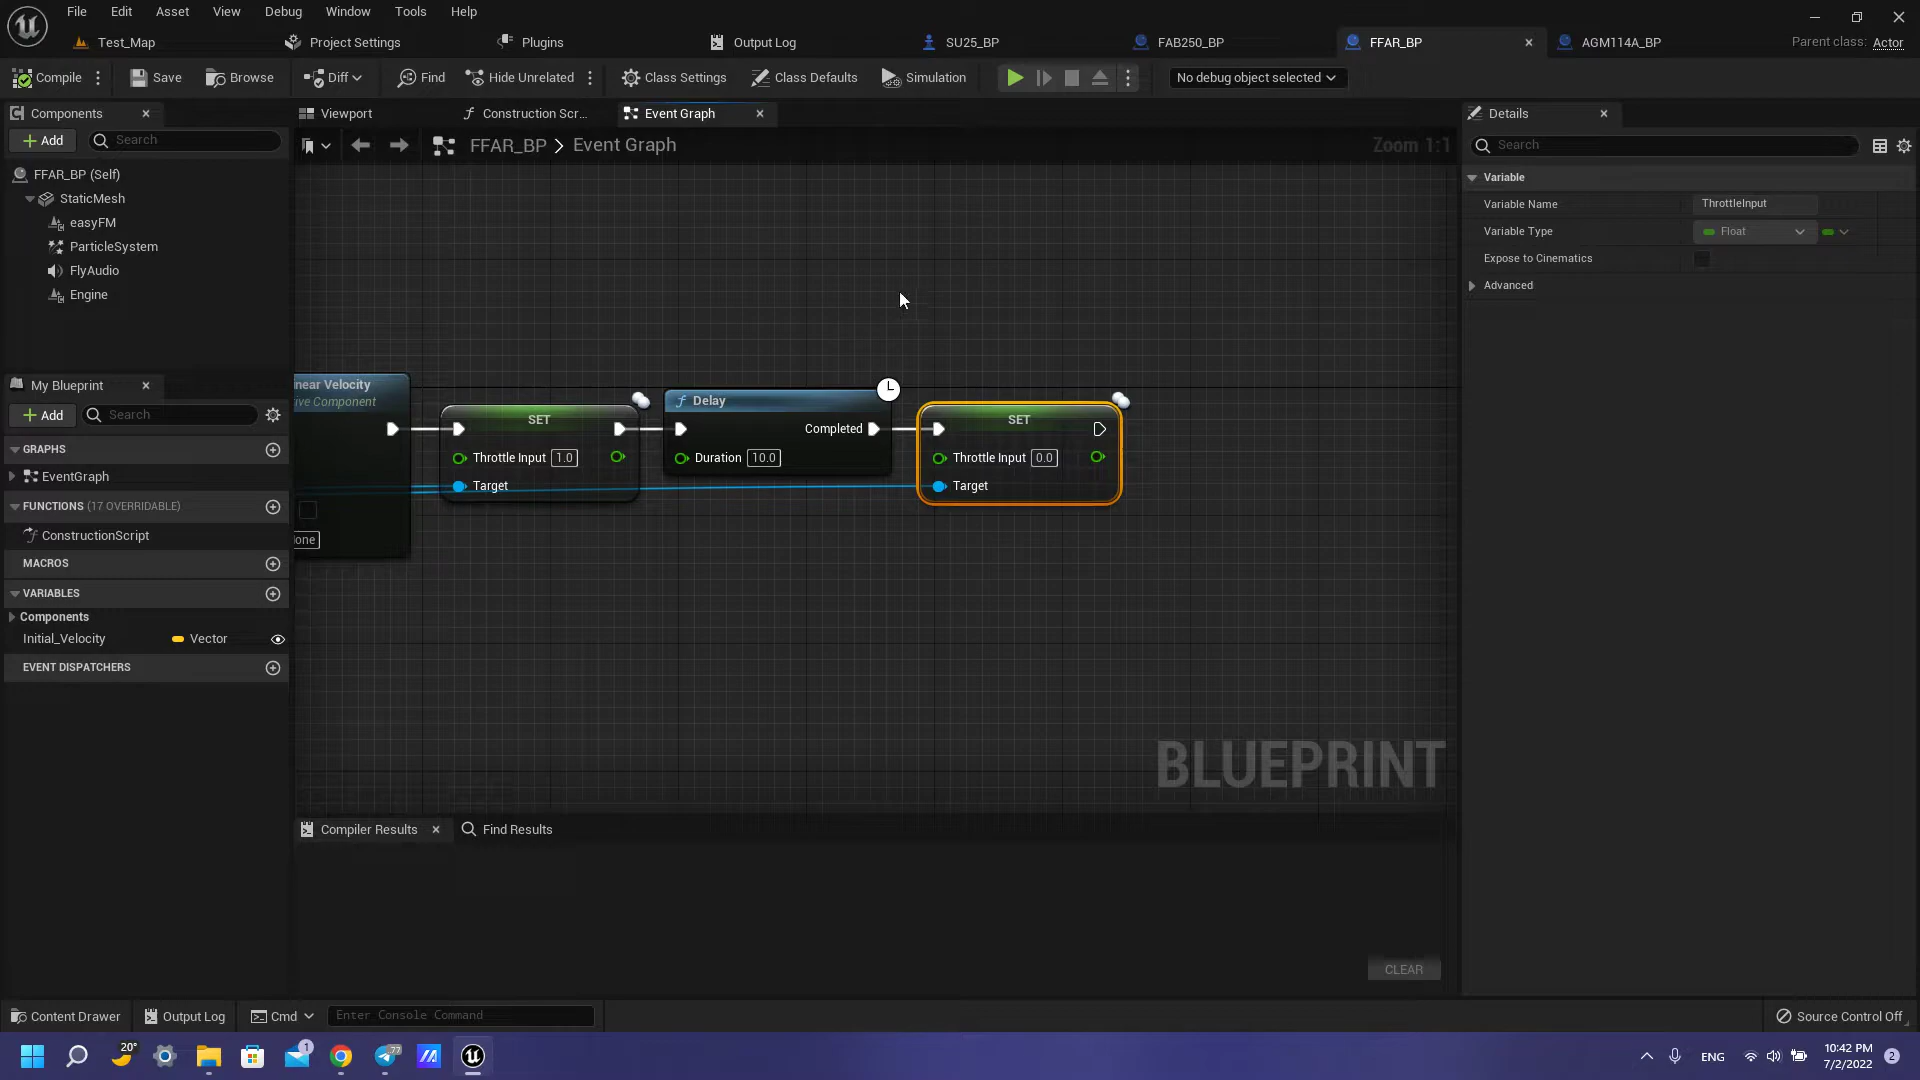 File Edit Asset View Debug Window Tools Help
Test_Map Project Settings Plugins Output Log SU25_BP FAB250_BP FFAR_BP AGM114A_BP Parent class: Actor
Compile Save Browse Diff Find Hide Unrelated Class Settings Class Defaults Simulation No debug object selected
Components Viewport Construction Scr... Event Graph Details
Add Search FFAR_BP > Event Graph Zoom 1:1 Search
FFAR_BP (Self)
StaticMesh
easyFM
ParticleSystem
FlyAudio
Engine
Variable
Variable Name ThrottleInput
Variable Type Float
Expose to Cinematics
Advanced
My Blueprint
Add Search
GRAPHS
EventGraph
FUNCTIONS (17 OVERRIDABLE)
ConstructionScript
MACROS
VARIABLES
Components
Initial_Velocity Vector
EVENT DISPATCHERS
near Velocity
ive Component
one
SET
Throttle Input 1.0
Target
Delay
Completed
Duration 10.0
SET
Throttle Input 0.0
Target
BLUEPRINT
Compiler Results Find Results
CLEAR
Content Drawer Output Log Cmd Enter Console Command Source Control Off
20° 1 77 ENG 10:42 PM
7/2/2022 2